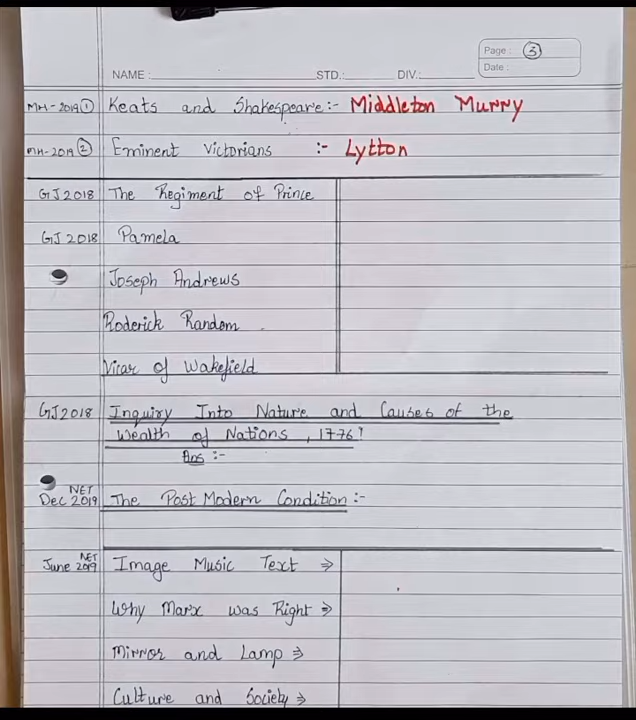 Page : 3
Date :
NAME : STD.: DIV.:
MH-2019 ① Keats and Shakespeare:- Middleton Murry
MH-2019 ② Eminent Victorians :- Lytton
GJ2018 The Regiment of Prince
GJ 2018 Pamela
Joseph Andrews
Roderick Random
Vicar of Wakefield
GJ2018 Inquiry Into Nature and Causes of the
Wealth of Nations, 1776?
Ans :-
NET
Dec 2019 The Post Modern Condition :-
NET
June 2019 Image Music Text ⇒
Why Marx was Right ⇒
Mirror and Lamp ⇒
Culture and Society ⇒